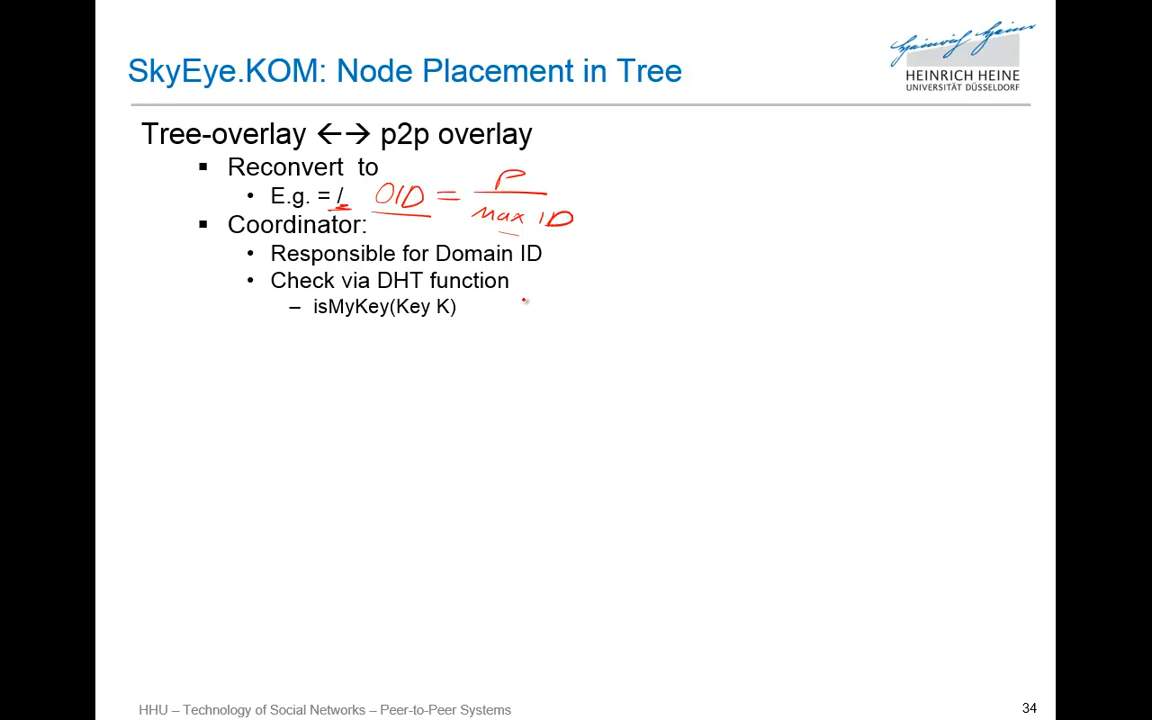 SkyEye.KOM: Node Placement in Tree
Heinrich Heine
HEINRICH HEINE
UNIVERSITÄT DÜSSELDORF
Tree-overlay ←→ p2p overlay
▪ Reconvert to
• E.g. = / OID = P / Max ID
▪ Coordinator:
• Responsible for Domain ID
• Check via DHT function
– isMyKey(Key K)
HHU – Technology of Social Networks – Peer-to-Peer Systems
34